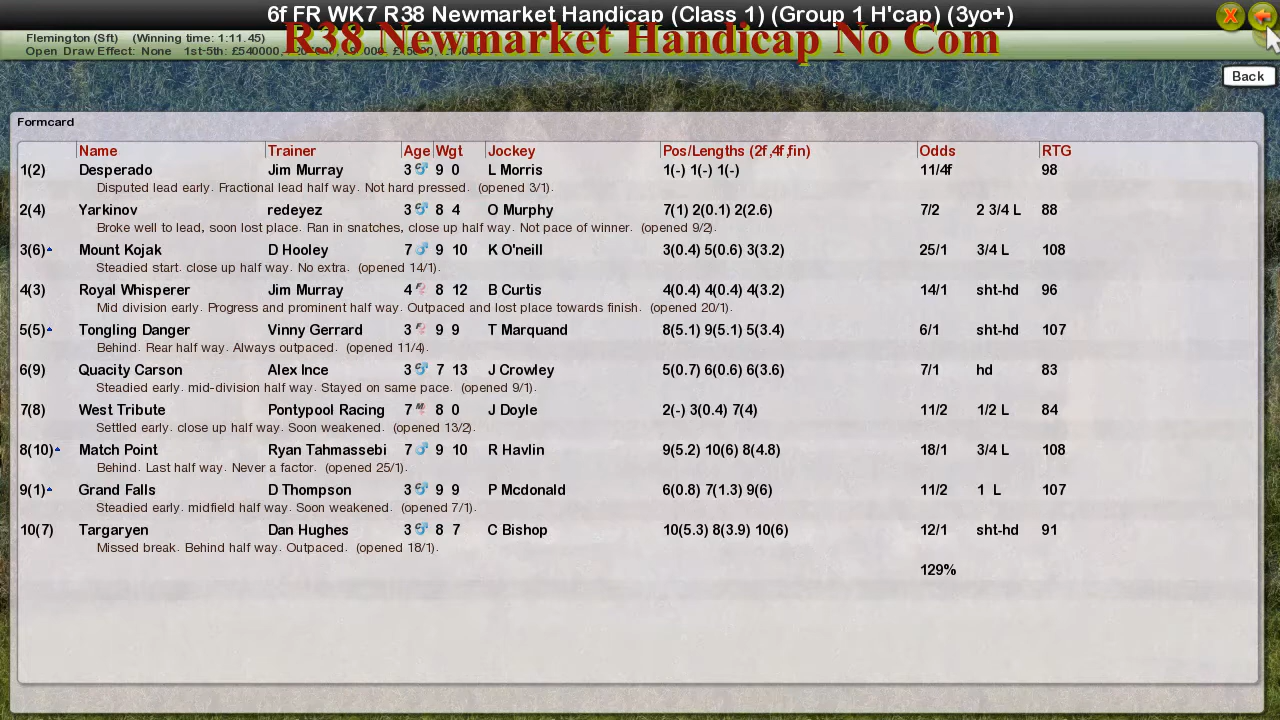 6f FR WK7 R38 Newmarket Handicap (Class 1) (Group 1 H'cap) (3yo+)
R38 Newmarket Handicap No Com
Flemington (Sft) (Winning time: 1:11.45)
Open Draw Effect: None 1st-5th: £540000,
Back
Formcard
Name Trainer Age Wgt Jockey Pos/Lengths (2f,4f,fin) Odds RTG
1(2) Desperado Jim Murray 3 9 0 L Morris 1(-) 1(-) 1(-) 11/4f 98
Disputed lead early. Fractional lead half way. Not hard pressed. (opened 3/1).
2(4) Yarkinov redeyez 3 8 4 O Murphy 7(1) 2(0.1) 2(2.6) 7/2 2 3/4 L 88
Broke well to lead, soon lost place. Ran in snatches, close up half way. Not pace of winner. (opened 9/2).
3(6) Mount Kojak D Hooley 7 9 10 K O'neill 3(0.4) 5(0.6) 3(3.2) 25/1 3/4 L 108
Steadied start. close up half way. No extra. (opened 14/1).
4(3) Royal Whisperer Jim Murray 4 8 12 B Curtis 4(0.4) 4(0.4) 4(3.2) 14/1 sht-hd 96
Mid division early. Progress and prominent half way. Outpaced and lost place towards finish. (opened 20/1).
5(5) Tongling Danger Vinny Gerrard 3 9 9 T Marquand 8(5.1) 9(5.1) 5(3.4) 6/1 sht-hd 107
Behind. Rear half way. Always outpaced. (opened 11/4).
6(9) Quacity Carson Alex Ince 3 7 13 J Crowley 5(0.7) 6(0.6) 6(3.6) 7/1 hd 83
Steadied early. mid-division half way. Stayed on same pace. (opened 9/1).
7(8) West Tribute Pontypool Racing 7 8 0 J Doyle 2(-) 3(0.4) 7(4) 11/2 1/2 L 84
Settled early. close up half way. Soon weakened. (opened 13/2).
8(10) Match Point Ryan Tahmassebi 7 9 10 R Havlin 9(5.2) 10(6) 8(4.8) 18/1 3/4 L 108
Behind. Last half way. Never a factor. (opened 25/1).
9(1) Grand Falls D Thompson 3 9 9 P Mcdonald 6(0.8) 7(1.3) 9(6) 11/2 1 L 107
Steadied early. midfield half way. Soon weakened. (opened 7/1).
10(7) Targaryen Dan Hughes 3 8 7 C Bishop 10(5.3) 8(3.9) 10(6) 12/1 sht-hd 91
Missed break. Behind half way. Outpaced. (opened 18/1).
129%